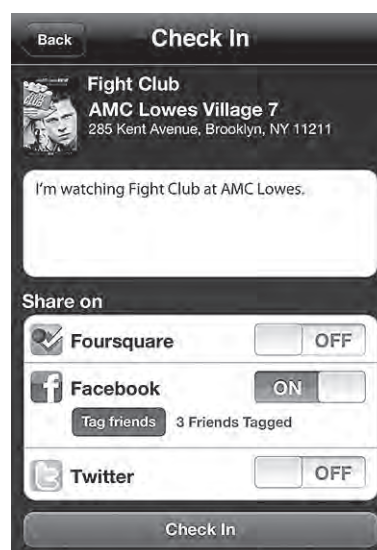 Back Check In
Fight Club
AMC Lowes Village 7
285 Kent Avenue, Brooklyn, NY 11211
I'm watching Fight Club at AMC Lowes.
Share on
Foursquare OFF
Facebook ON
Tag friends 3 Friends Tagged
Twitter OFF
Check In